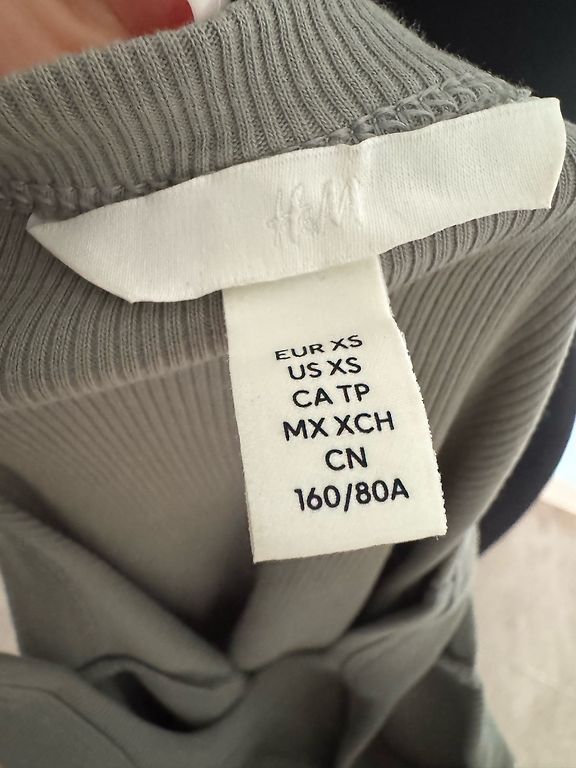 H&M
EUR XS
US XS
CA TP
MX XCH
CN
160/80A